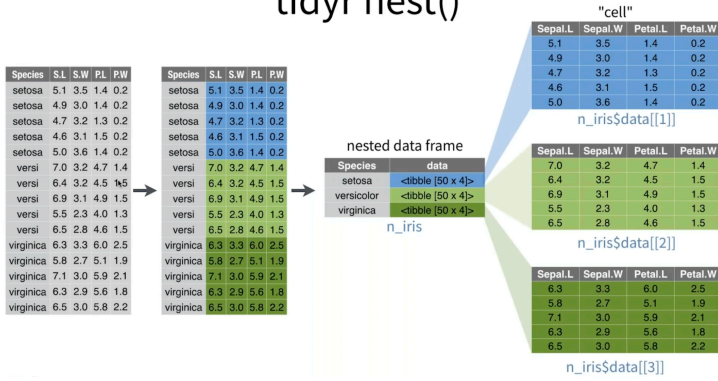 tidyr nest()
"cell"
Species S.L S.W P.L P.W
setosa 5.1 3.5 1.4 0.2
setosa 4.9 3.0 1.4 0.2
setosa 4.7 3.2 1.3 0.2
setosa 4.6 3.1 1.5 0.2
setosa 5.0 3.6 1.4 0.2
versi 7.0 3.2 4.7 1.4
versi 6.4 3.2 4.5 1.5
versi 6.9 3.1 4.9 1.5
versi 5.5 2.3 4.0 1.3
versi 6.5 2.8 4.6 1.5
virginica 6.3 3.3 6.0 2.5
virginica 5.8 2.7 5.1 1.9
virginica 7.1 3.0 5.9 2.1
virginica 6.3 2.9 5.6 1.8
virginica 6.5 3.0 5.8 2.2
Species S.L S.W P.L P.W
setosa 5.1 3.5 1.4 0.2
setosa 4.9 3.0 1.4 0.2
setosa 4.7 3.2 1.3 0.2
setosa 4.6 3.1 1.5 0.2
setosa 5.0 3.6 1.4 0.2
versi 7.0 3.2 4.7 1.4
versi 6.4 3.2 4.5 1.5
versi 6.9 3.1 4.9 1.5
versi 5.5 2.3 4.0 1.3
versi 6.5 2.8 4.6 1.5
virginica 6.3 3.3 6.0 2.5
virginica 5.8 2.7 5.1 1.9
virginica 7.1 3.0 5.9 2.1
virginica 6.3 2.9 5.6 1.8
virginica 6.5 3.0 5.8 2.2
nested data frame
Species data
setosa <tibble [50 x 4]>
versicolor <tibble [50 x 4]>
virginica <tibble [50 x 4]>
n_iris
Sepal.L Sepal.W Petal.L Petal.W
5.1 3.5 1.4 0.2
4.9 3.0 1.4 0.2
4.7 3.2 1.3 0.2
4.6 3.1 1.5 0.2
5.0 3.6 1.4 0.2
n_iris$data[[1]]
Sepal.L Sepal.W Petal.L Petal.W
7.0 3.2 4.7 1.4
6.4 3.2 4.5 1.5
6.9 3.1 4.9 1.5
5.5 2.3 4.0 1.3
6.5 2.8 4.6 1.5
n_iris$data[[2]]
Sepal.L Sepal.W Petal.L Petal.W
6.3 3.3 6.0 2.5
5.8 2.7 5.1 1.9
7.1 3.0 5.9 2.1
6.3 2.9 5.6 1.8
6.5 3.0 5.8 2.2
n_iris$data[[3]]